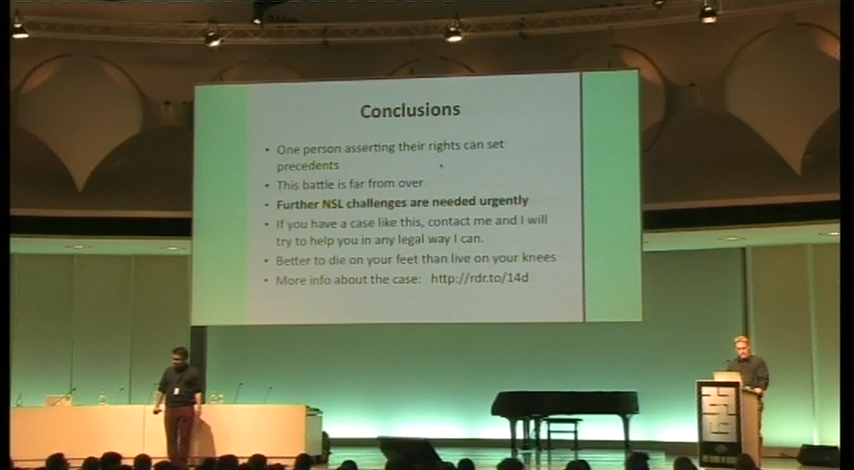 Conclusions
• One person asserting their rights can set
precedents
• This battle is far from over
• Further NSL challenges are needed urgently
• If you have a case like this, contact me and I will
try to help you in any legal way I can.
• Better to die on your feet than live on your knees
• More info about the case: http://rdr.to/14d